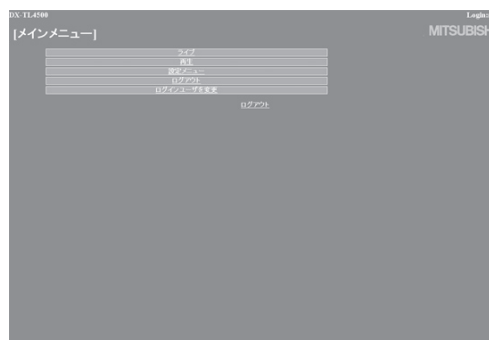 DX-TL4500
Login:
[メインメニュー]
MITSUBISH
ライブ
再生
設定メニュー
ログアウト
ログインユーザを変更
ログアウト